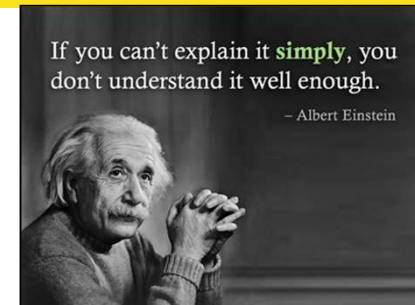 If you can’t explain it simply, you
don’t understand it well enough.
– Albert Einstein